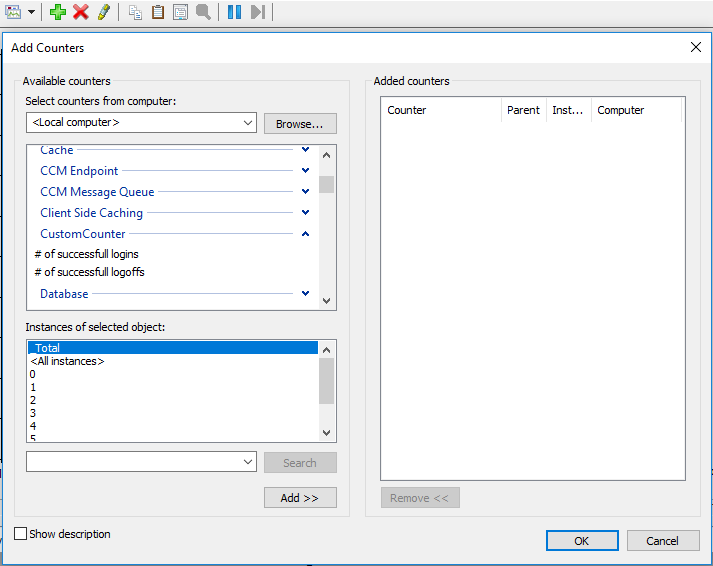 Add Counters
Available counters
Select counters from computer:
<Local computer>
Browse...
Cache
CCM Endpoint
CCM Message Queue
Client Side Caching
CustomCounter
# of successfull logins
# of successfull logoffs
Database
Instances of selected object:
_Total
<All instances>
0
1
2
3
4
5
Search
Add >>
Show description
Added counters
Counter Parent Inst... Computer
Remove <<
OK Cancel